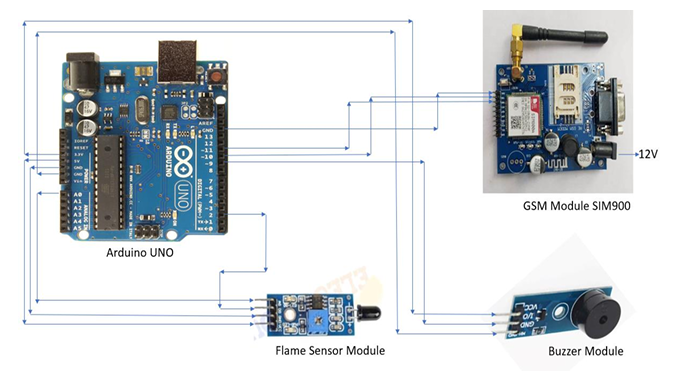 AREF
GND
13
12
11
10
9
8
7
6
5
4
3
2
TX 1
RX 0
DIGITAL (PWM~)
IOREF
RESET
3.3V
5V
GND
GND
Vin
POWER
A0
A1
A2
A3
A4
A5
ANALOG IN
ARDUINO
UNO
12V
GSM Module SIM900
Arduino UNO
VCC
I/O
GND
Flame Sensor Module
Buzzer Module